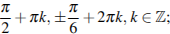 π/2 + πk, ±π/6 + 2πk, k ∈ ℤ;